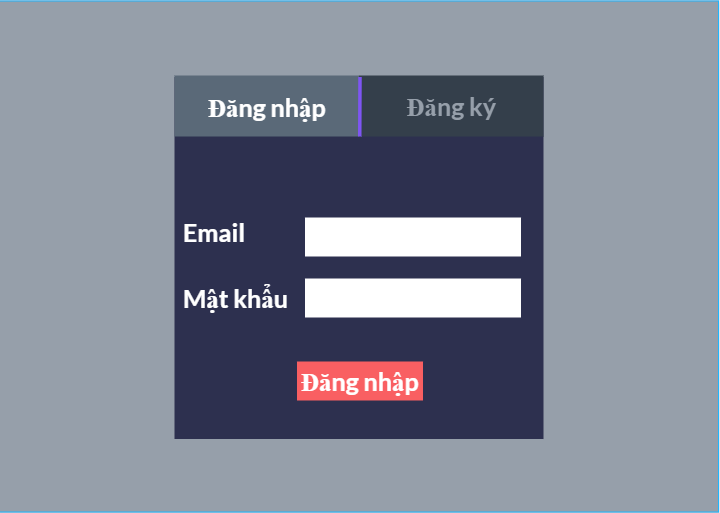 Đăng nhập
Đăng ký
Email
Mật khẩu
Đăng nhập